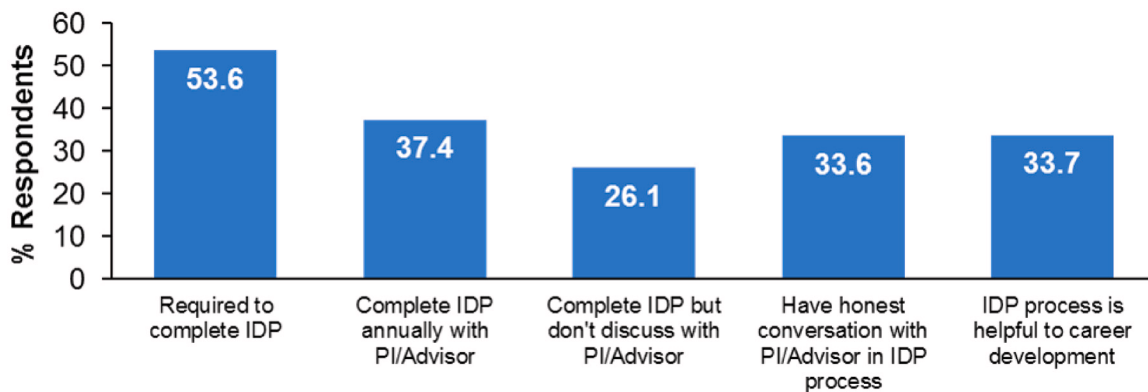 % Respondents
60
50
40
30
20
10
0
53.6
37.4
26.1
33.6
33.7
Required to
complete IDP
Complete IDP
annually with
PI/Advisor
Complete IDP but
don't discuss with
PI/Advisor
Have honest
conversation with
PI/Advisor in IDP
process
IDP process is
helpful to career
development